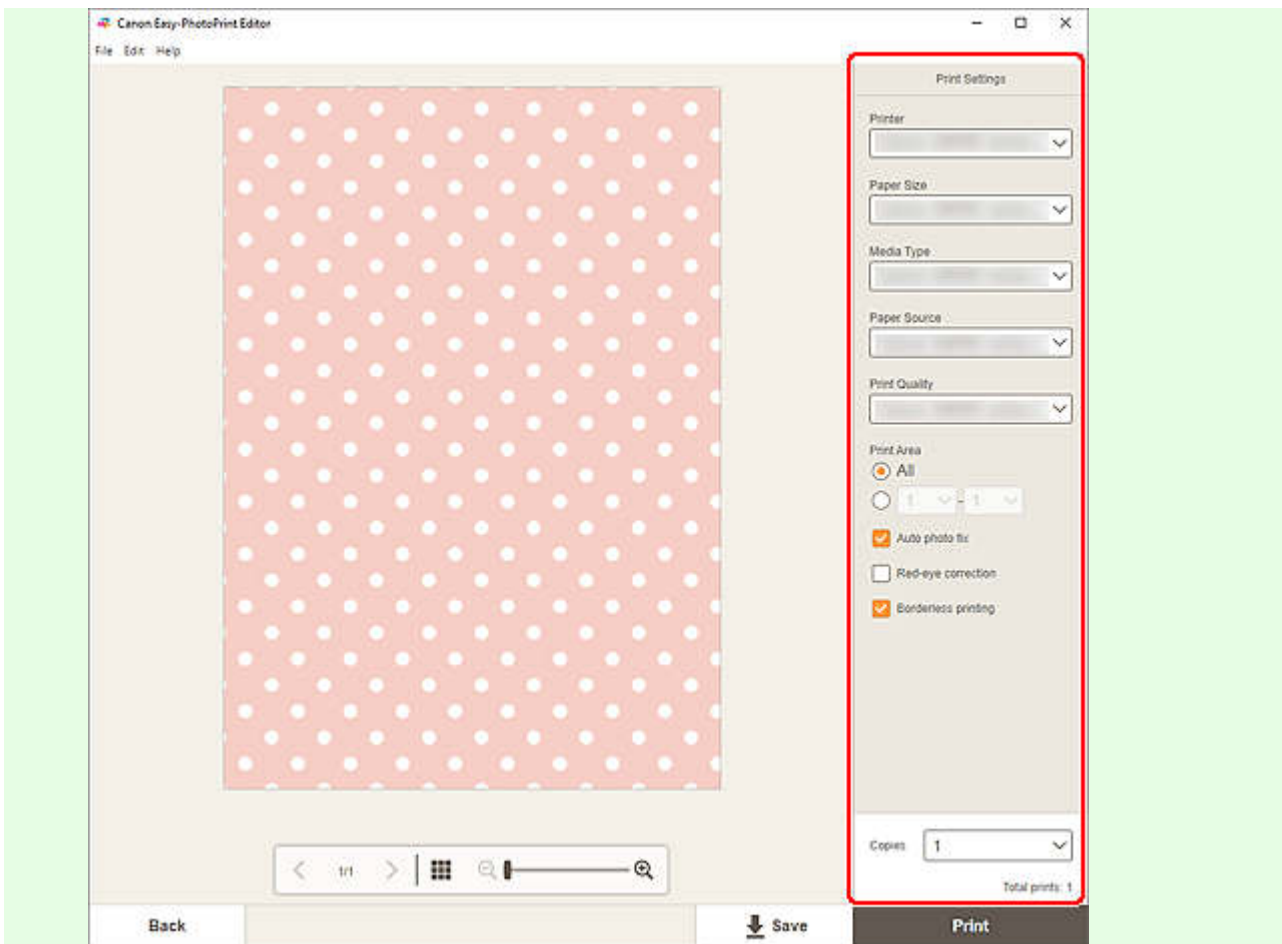 Canon Easy-PhotoPrint Editor
File Edit Help
Print Settings
Printer
Paper Size
Media Type
Paper Source
Print Quality
Print Area
All
1 - 1
Auto photo fix
Red-eye correction
Borderless printing
Copies 1
Total prints: 1
1/1
Back
Save
Print